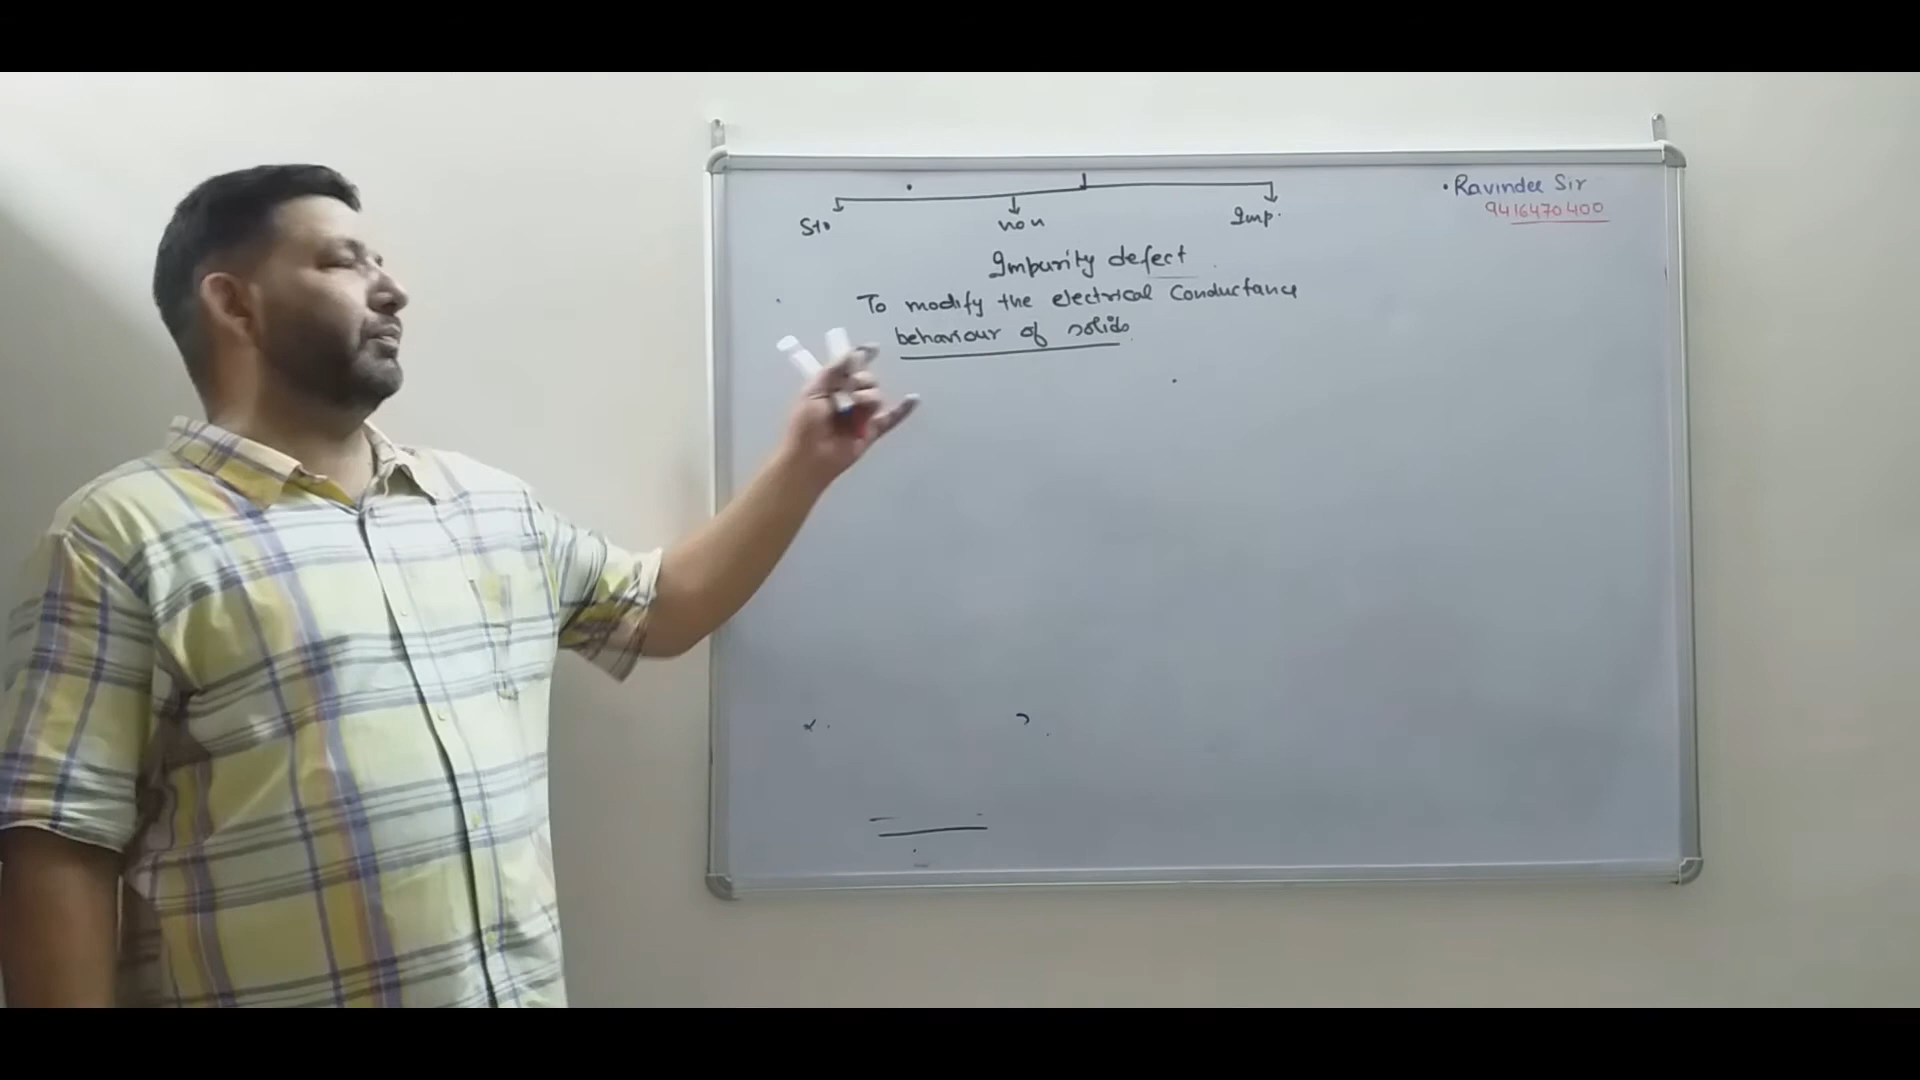 • Ravinder Sir
9416470400
Sto
non
Imp.
Impurity defect
To modify the electrical Conductance
behaviour of solids